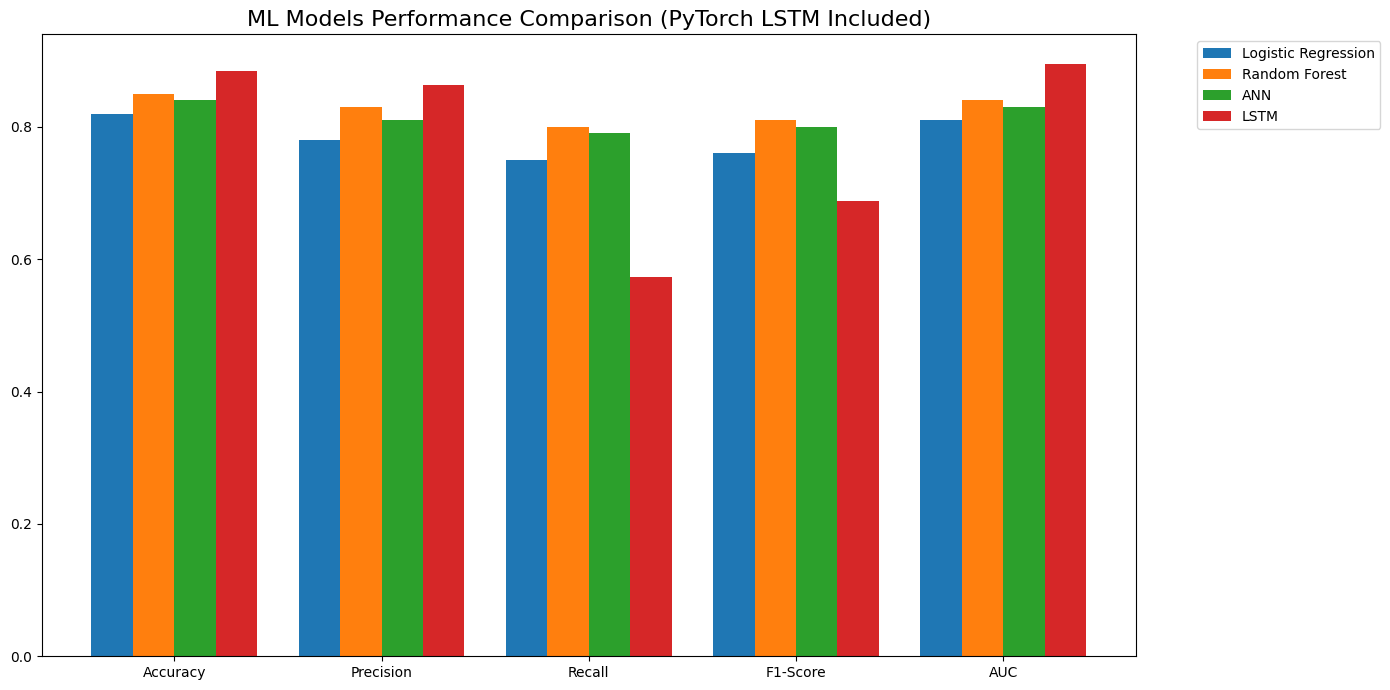 ML Models Performance Comparison (PyTorch LSTM Included)
Logistic Regression
Random Forest
ANN
LSTM
0.8
0.6
0.4
0.2
0.0
Accuracy
Precision
Recall
F1-Score
AUC